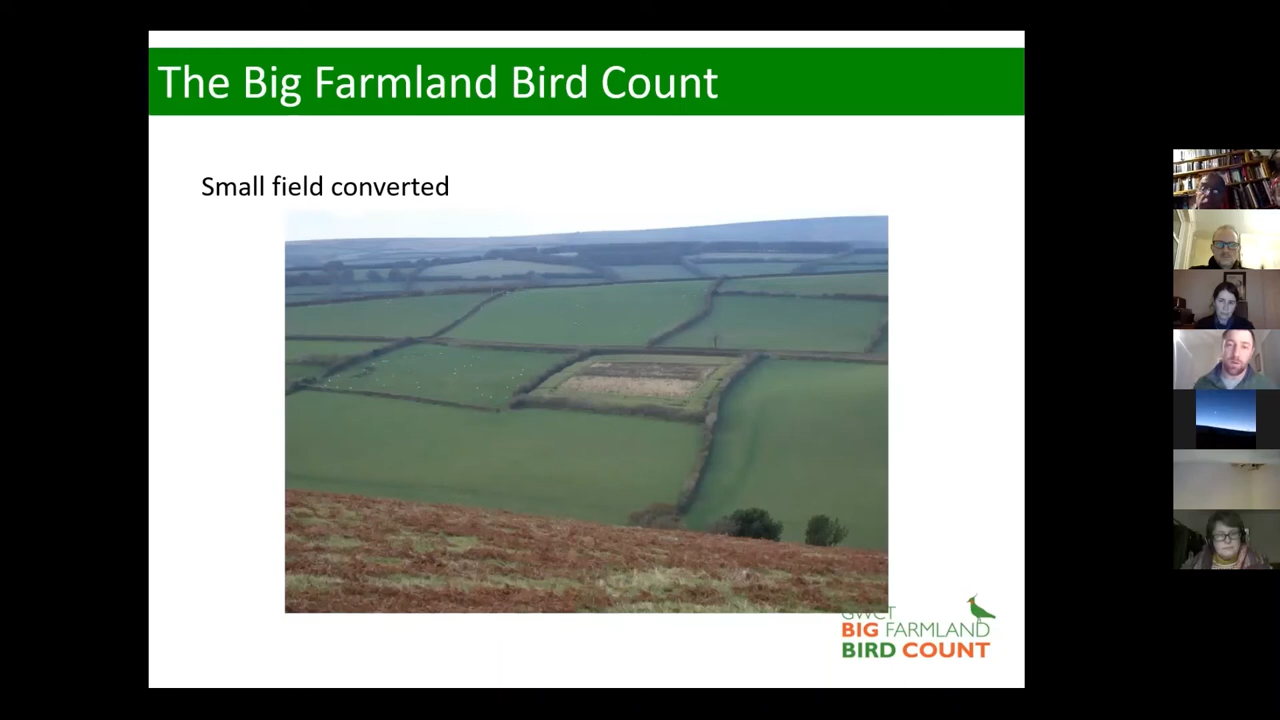 The Big Farmland Bird Count
Small field converted
GWCT
BIG FARMLAND
BIRD COUNT